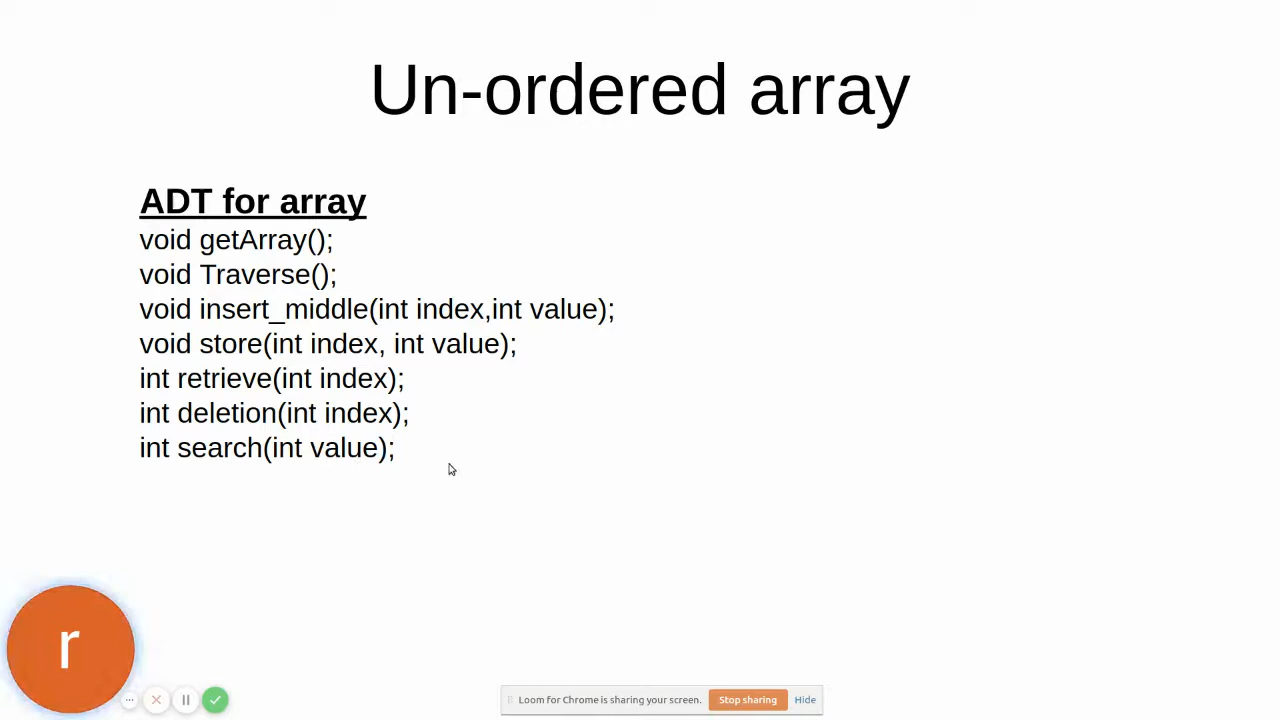 Un-ordered array
ADT for array
void getArray();
void Traverse();
void insert_middle(int index,int value);
void store(int index, int value);
int retrieve(int index);
int deletion(int index);
int search(int value);
r
Loom for Chrome is sharing your screen. Stop sharing Hide